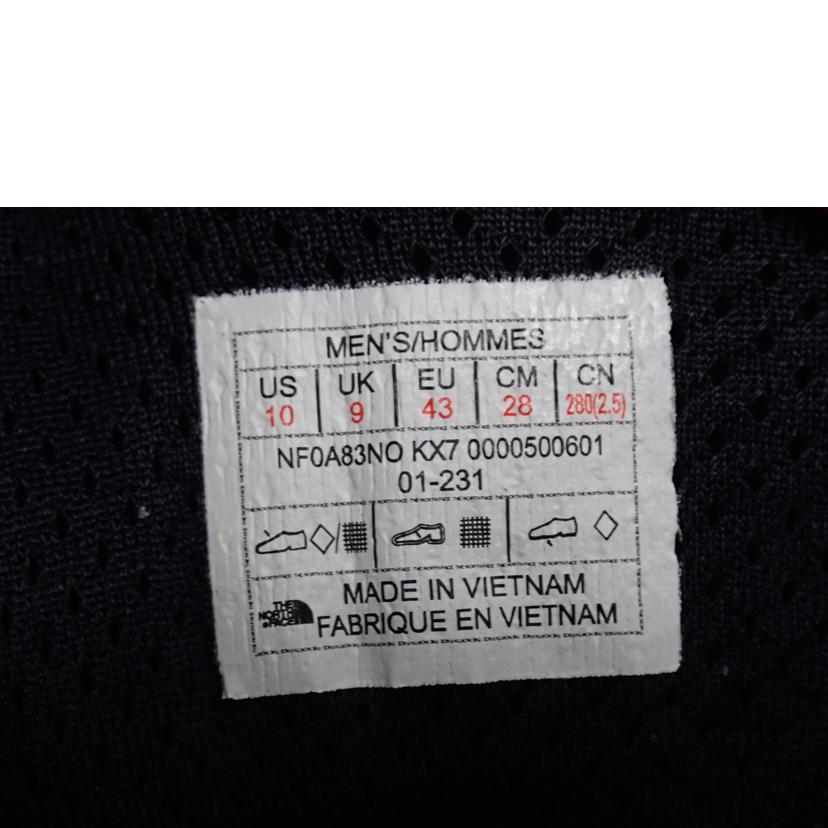 MEN'S/HOMMES
US UK EU CM CN
10 9 43 28 280(2.5)
NF0A83NO KX7 0000500601
01-231
MADE IN VIETNAM
THE NORTH FACE
FABRIQUE EN VIETNAM